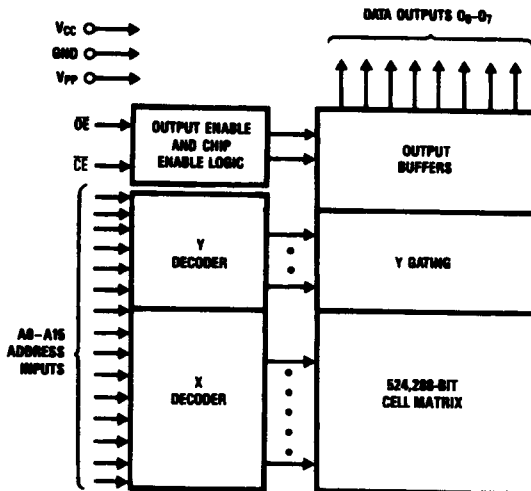 DATA OUTPUTS O₀–O₇
VCC
GND
VPP
OE
CE
OUTPUT ENABLE
AND CHIP
ENABLE LOGIC
OUTPUT
BUFFERS
Y
DECODER
Y GATING
A0–A15
ADDRESS
INPUTS
X
DECODER
524,288-BIT
CELL MATRIX